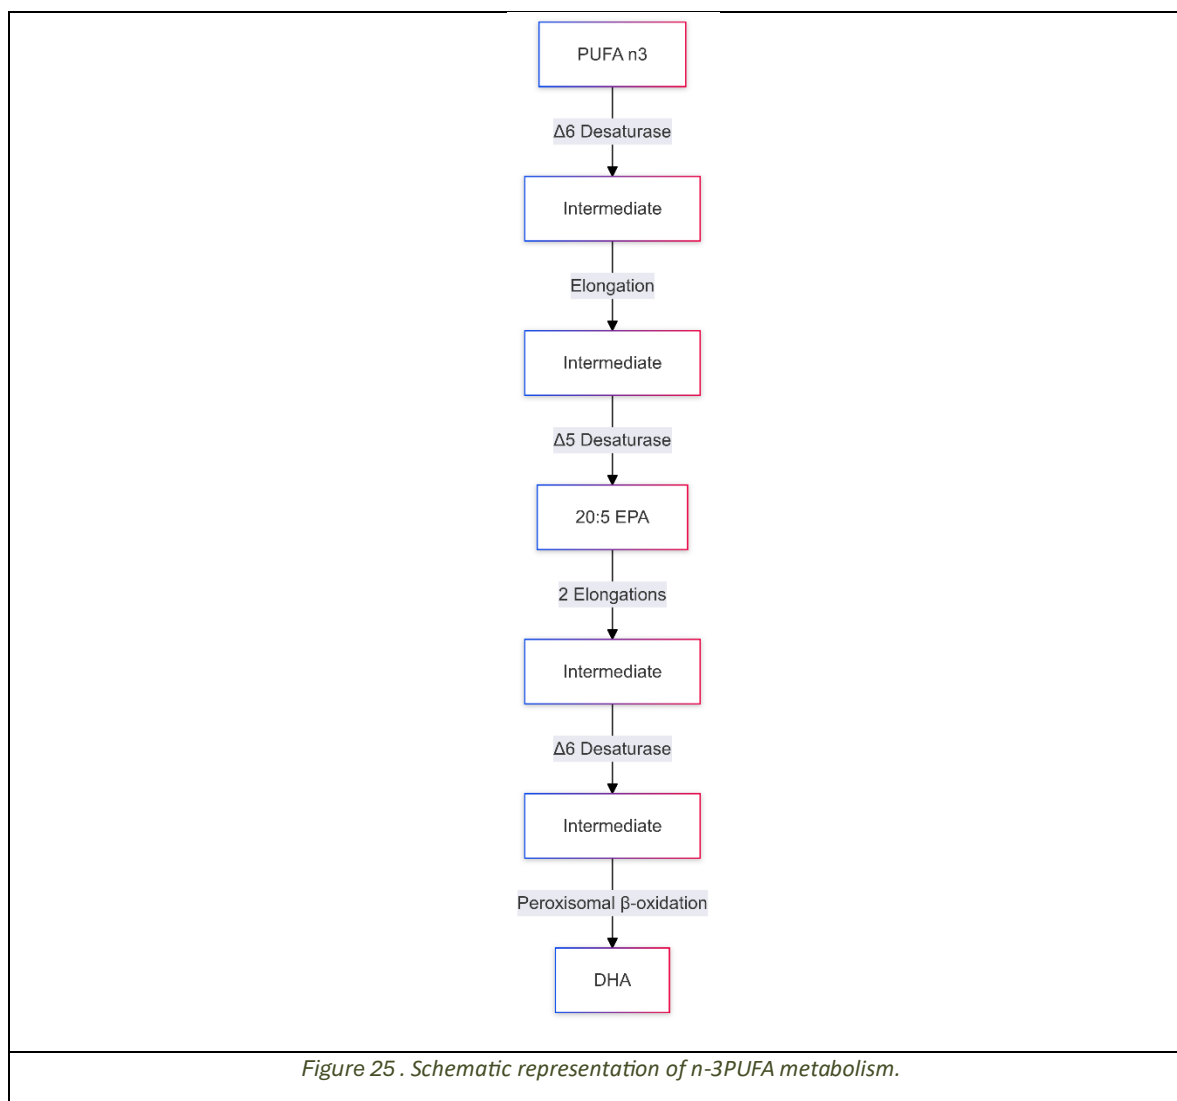 PUFA n3
Δ6 Desaturase
Intermediate
Elongation
Intermediate
Δ5 Desaturase
20:5 EPA
2 Elongations
Intermediate
Δ6 Desaturase
Intermediate
Peroxisomal β-oxidation
DHA
Figure 25 . Schematic representation of n-3PUFA metabolism.